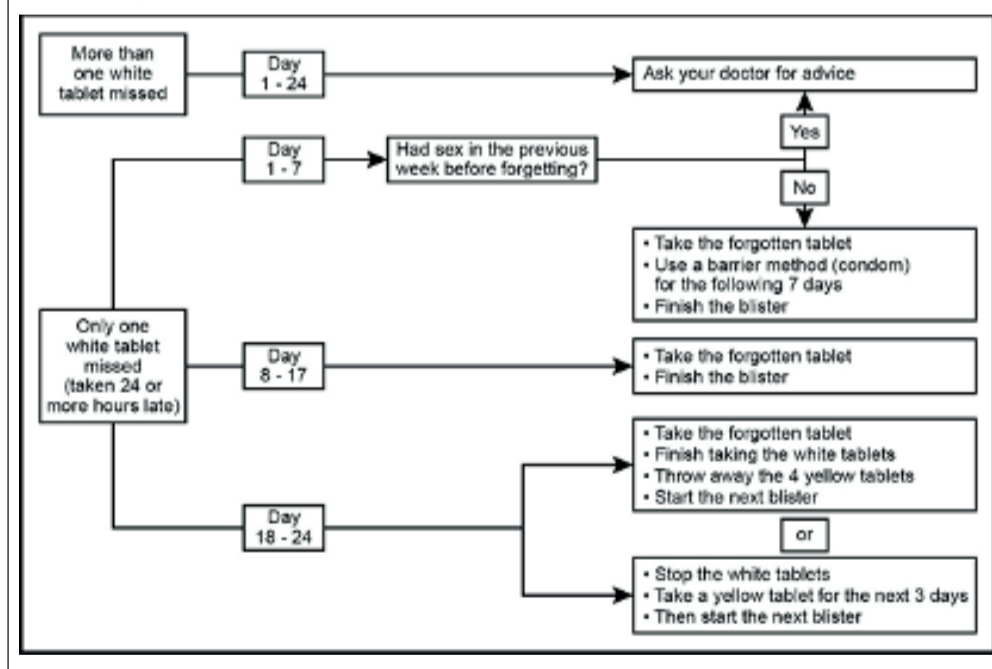 More than
one white
tablet missed
Day
1 - 24
Ask your doctor for advice
Yes
Day
1 - 7
Had sex in the previous
week before forgetting?
No
• Take the forgotten tablet
• Use a barrier method (condom)
for the following 7 days
• Finish the blister
Only one
white tablet
missed
(taken 24 or
more hours late)
Day
8 - 17
• Take the forgotten tablet
• Finish the blister
Day
18 - 24
• Take the forgotten tablet
• Finish taking the white tablets
• Throw away the 4 yellow tablets
• Start the next blister
or
• Stop the white tablets
• Take a yellow tablet for the next 3 days
• Then start the next blister